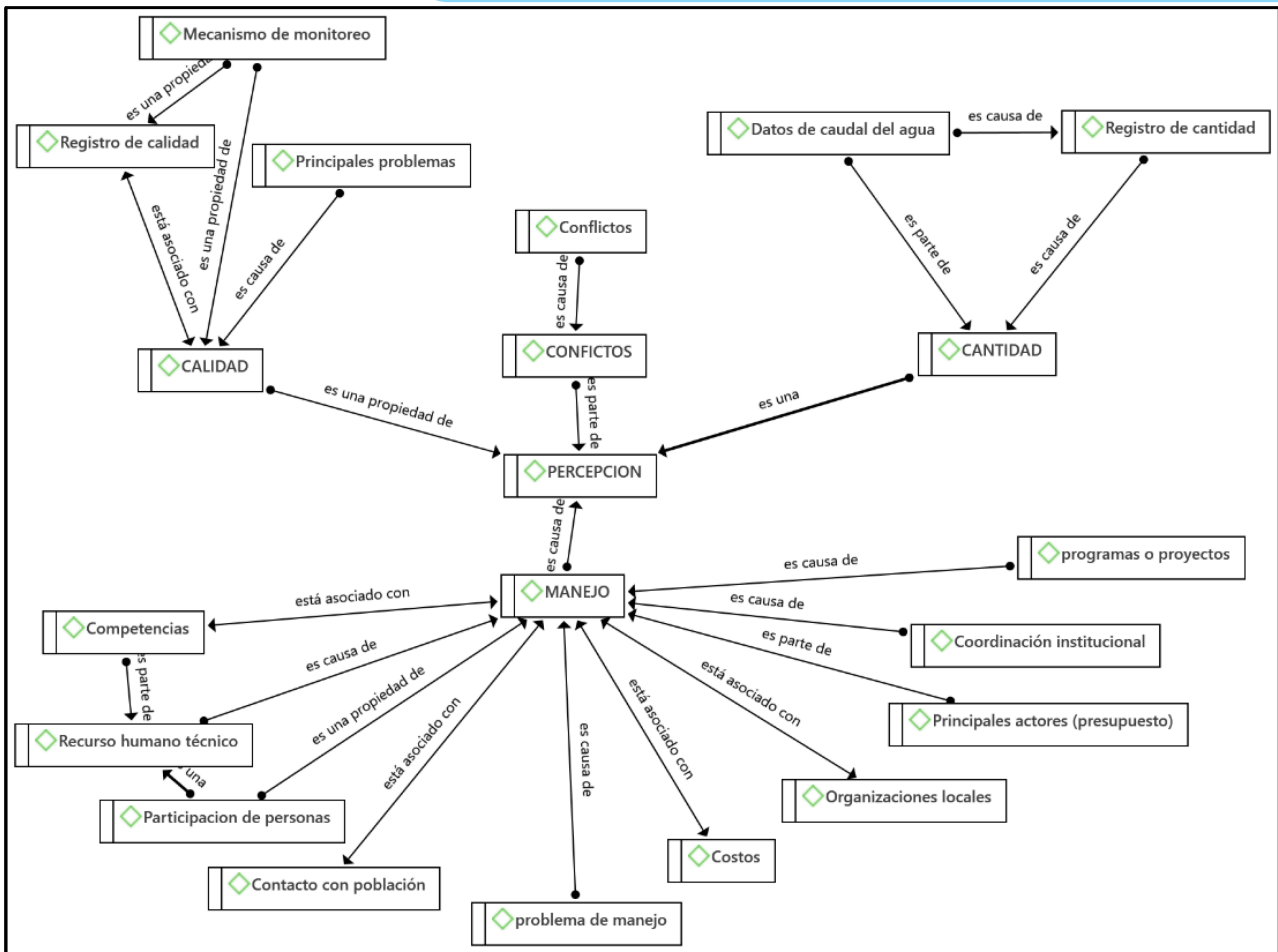 Mecanismo de monitoreo
es una propieda
Registro de calidad
es una propiedad de
Principales problemas
está asociado con
es causa de
Datos de caudal del agua
es causa de
Registro de cantidad
es parte de
es causa de
Conflictos
es causa de
CALIDAD
CONFICTOS
CANTIDAD
es una propiedad de
es parte de
es una
PERCEPCION
es causa de
programas o proyectos
es causa de
MANEJO
está asociado con
es causa de
Competencias
Coordinación institucional
es parte de
es causa de
es parte de
Recurso humano técnico
es una propiedad de
está asociado con
Principales actores (presupuesto)
una
está asociado con
es causa de
está asociado con
Participacion de personas
Organizaciones locales
Contacto con población
Costos
problema de manejo